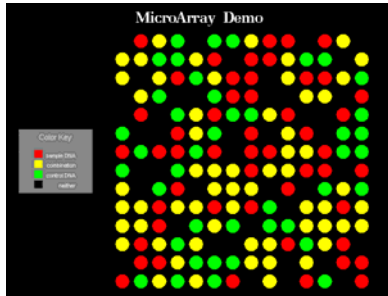 MicroArray Demo
Color Key
sample DNA
combination
control DNA
neither